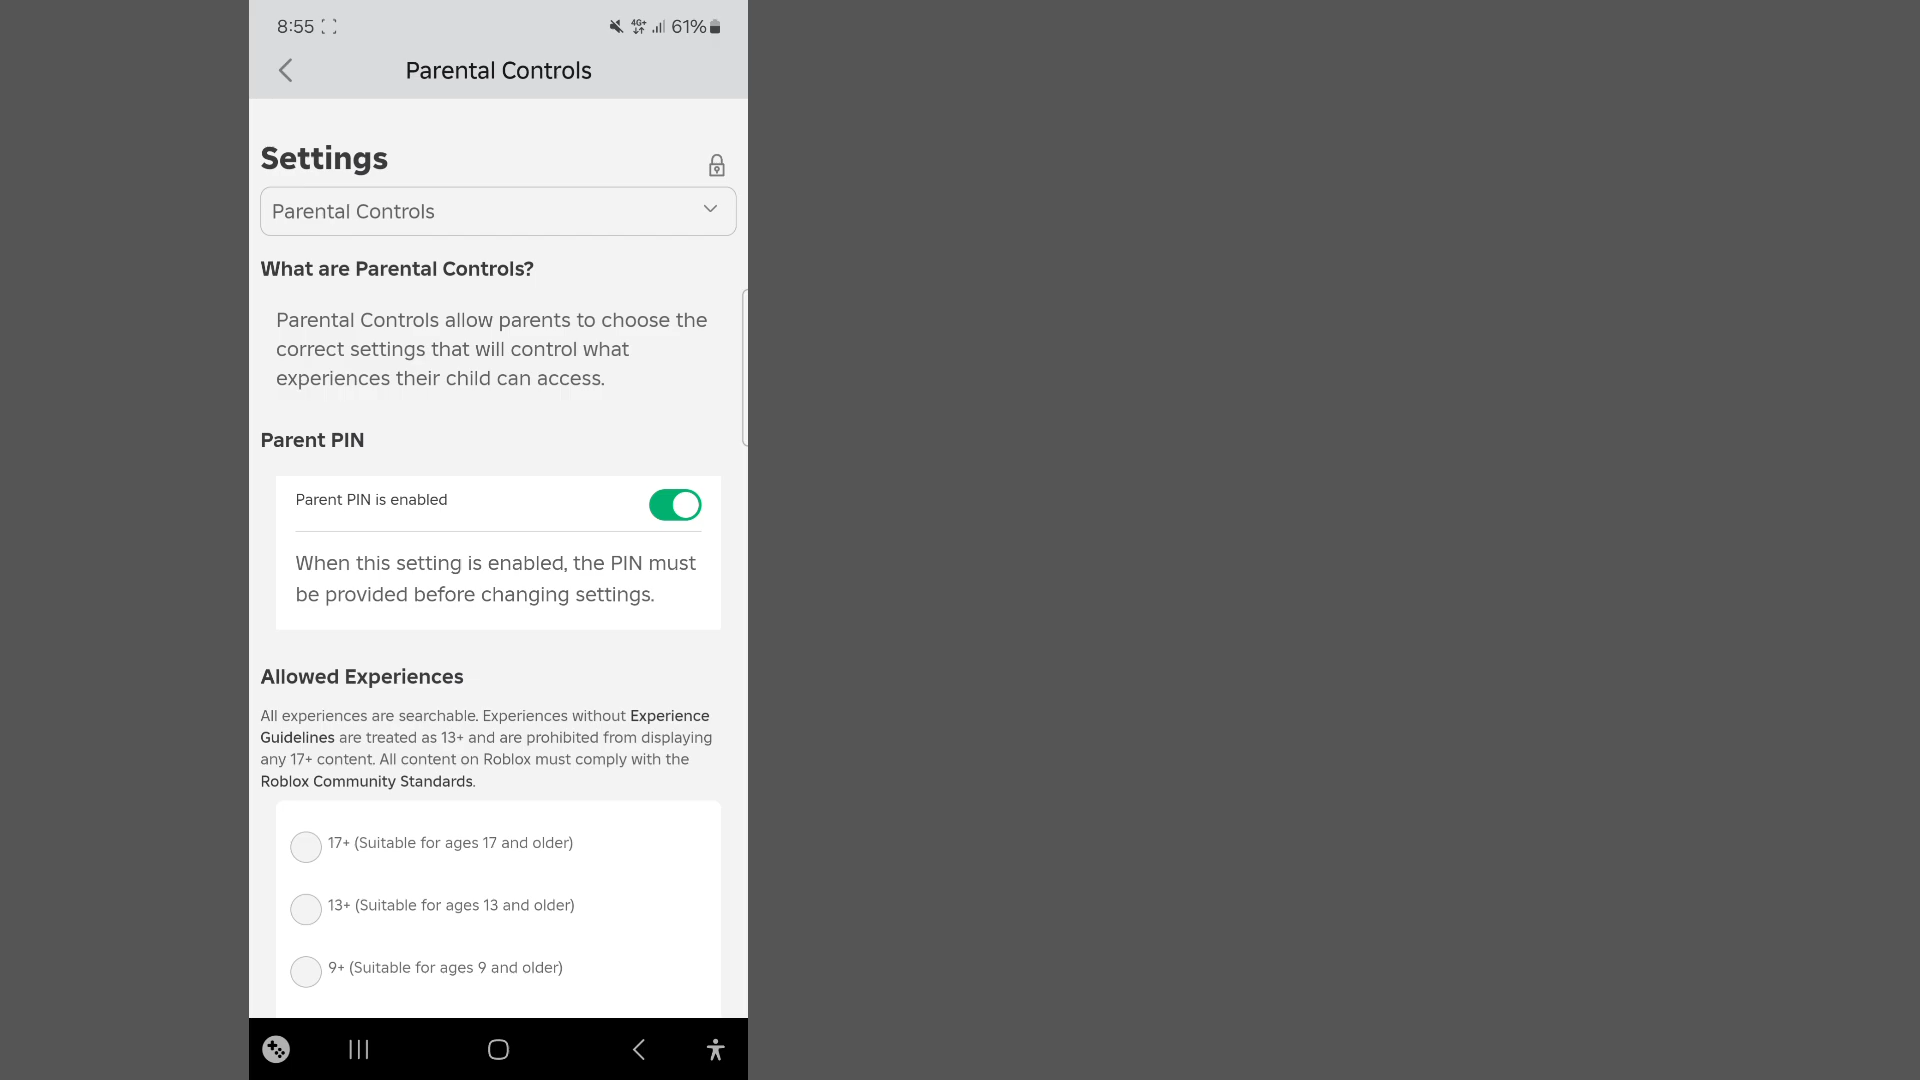 8:55
4G+ 61%
Parental Controls
Settings
Parental Controls
What are Parental Controls?
Parental Controls allow parents to choose the
correct settings that will control what
experiences their child can access.
Parent PIN
Parent PIN is enabled
When this setting is enabled, the PIN must
be provided before changing settings.
Allowed Experiences
All experiences are searchable. Experiences without Experience
Guidelines are treated as 13+ and are prohibited from displaying
any 17+ content. All content on Roblox must comply with the
Roblox Community Standards.
17+ (Suitable for ages 17 and older)
13+ (Suitable for ages 13 and older)
9+ (Suitable for ages 9 and older)